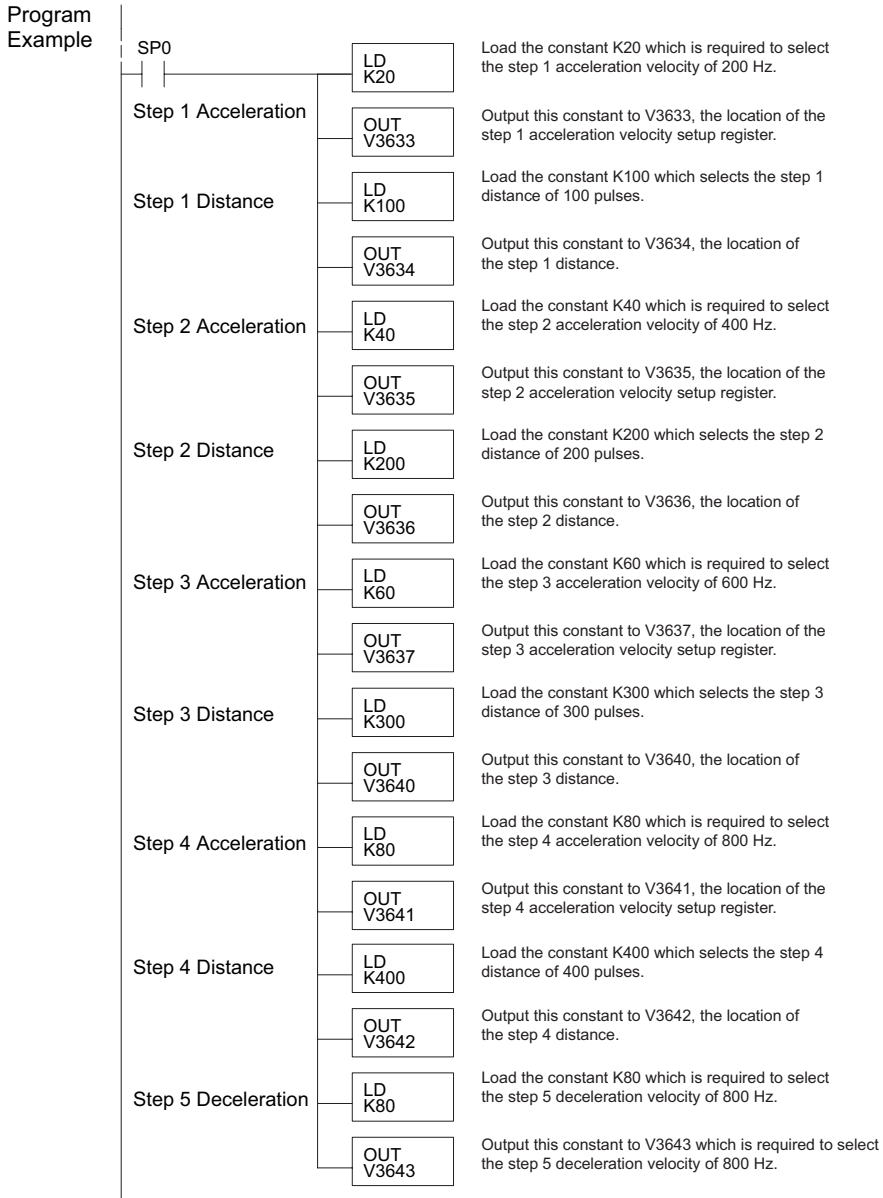 Program
Example
SP0
LD
K20
Load the constant K20 which is required to select
the step 1 acceleration velocity of 200 Hz.
Step 1 Acceleration
OUT
V3633
Output this constant to V3633, the location of the
step 1 acceleration velocity setup register.
Step 1 Distance
LD
K100
Load the constant K100 which selects the step 1
distance of 100 pulses.
OUT
V3634
Output this constant to V3634, the location of
the step 1 distance.
Step 2 Acceleration
LD
K40
Load the constant K40 which is required to select
the step 2 acceleration velocity of 400 Hz.
OUT
V3635
Output this constant to V3635, the location of the
step 2 acceleration velocity setup register.
Step 2 Distance
LD
K200
Load the constant K200 which selects the step 2
distance of 200 pulses.
OUT
V3636
Output this constant to V3636, the location of
the step 2 distance.
Step 3 Acceleration
LD
K60
Load the constant K60 which is required to select
the step 3 acceleration velocity of 600 Hz.
OUT
V3637
Output this constant to V3637, the location of the
step 3 acceleration velocity setup register.
Step 3 Distance
LD
K300
Load the constant K300 which selects the step 3
distance of 300 pulses.
OUT
V3640
Output this constant to V3640, the location of
the step 3 distance.
Step 4 Acceleration
LD
K80
Load the constant K80 which is required to select
the step 4 acceleration velocity of 800 Hz.
OUT
V3641
Output this constant to V3641, the location of the
step 4 acceleration velocity setup register.
Step 4 Distance
LD
K400
Load the constant K400 which selects the step 4
distance of 400 pulses.
OUT
V3642
Output this constant to V3642, the location of
the step 4 distance.
Step 5 Deceleration
LD
K80
Load the constant K80 which is required to select
the step 5 deceleration velocity of 800 Hz.
OUT
V3643
Output this constant to V3643 which is required to select
the step 5 deceleration velocity of 800 Hz.